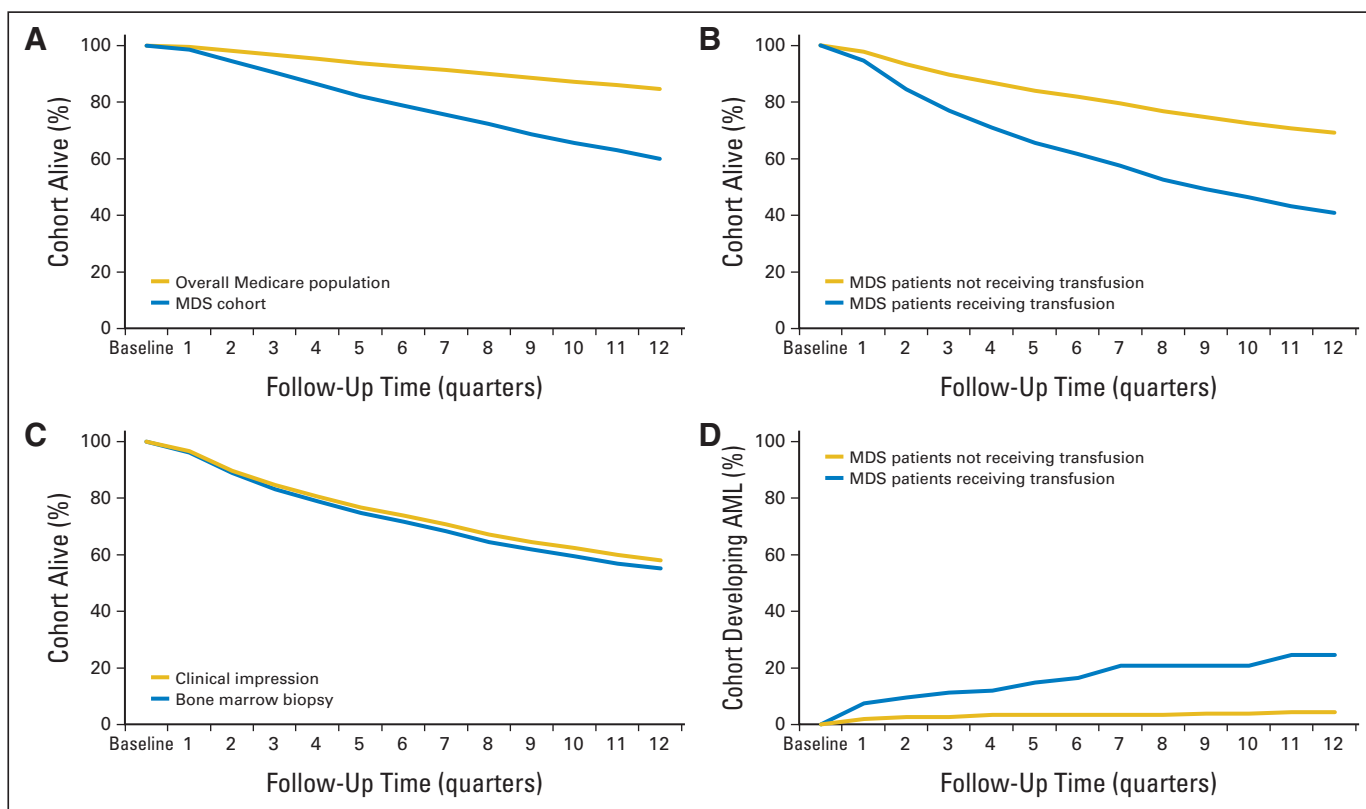 A
Cohort Alive (%)
100
80
60
40
20
0
Overall Medicare population
MDS cohort
Baseline 1 2 3 4 5 6 7 8 9 10 11 12
Follow-Up Time (quarters)
B
Cohort Alive (%)
100
80
60
40
20
0
MDS patients not receiving transfusion
MDS patients receiving transfusion
Baseline 1 2 3 4 5 6 7 8 9 10 11 12
Follow-Up Time (quarters)
C
Cohort Alive (%)
100
80
60
40
20
0
Clinical impression
Bone marrow biopsy
Baseline 1 2 3 4 5 6 7 8 9 10 11 12
Follow-Up Time (quarters)
D
Cohort Developing AML (%)
100
80
60
40
20
0
MDS patients not receiving transfusion
MDS patients receiving transfusion
Baseline 1 2 3 4 5 6 7 8 9 10 11 12
Follow-Up Time (quarters)